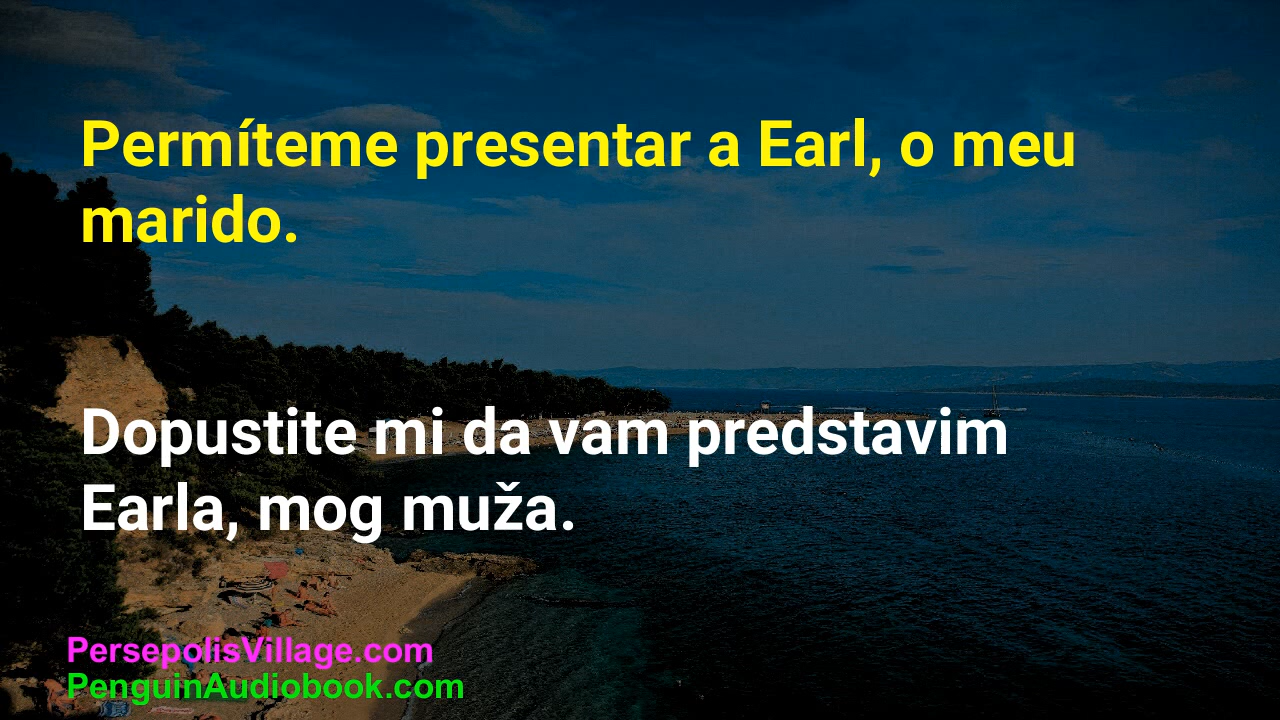 Permíteme presentar a Earl, o meu
marido.
Dopustite mi da vam predstavim
Earla, mog muža.
PersepolisVillage.com
PenguinAudiobook.com